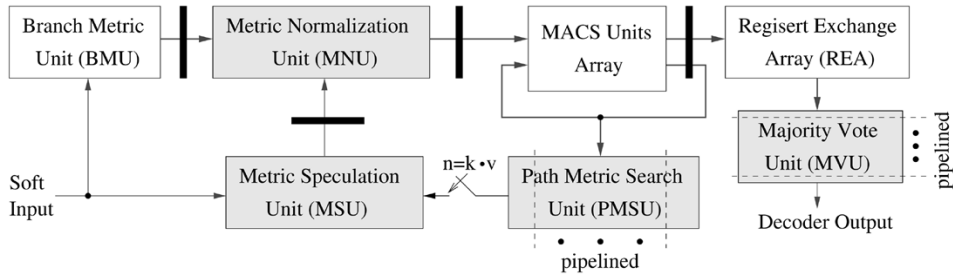 Branch Metric
Unit (BMU)
Metric Normalization
Unit (MNU)
MACS Units
Array
Regisert Exchange
Array (REA)
Majority Vote
Unit (MVU)
pipelined
Decoder Output
Soft
Input
Metric Speculation
Unit (MSU)
n=k•v
Path Metric Search
Unit (PMSU)
pipelined